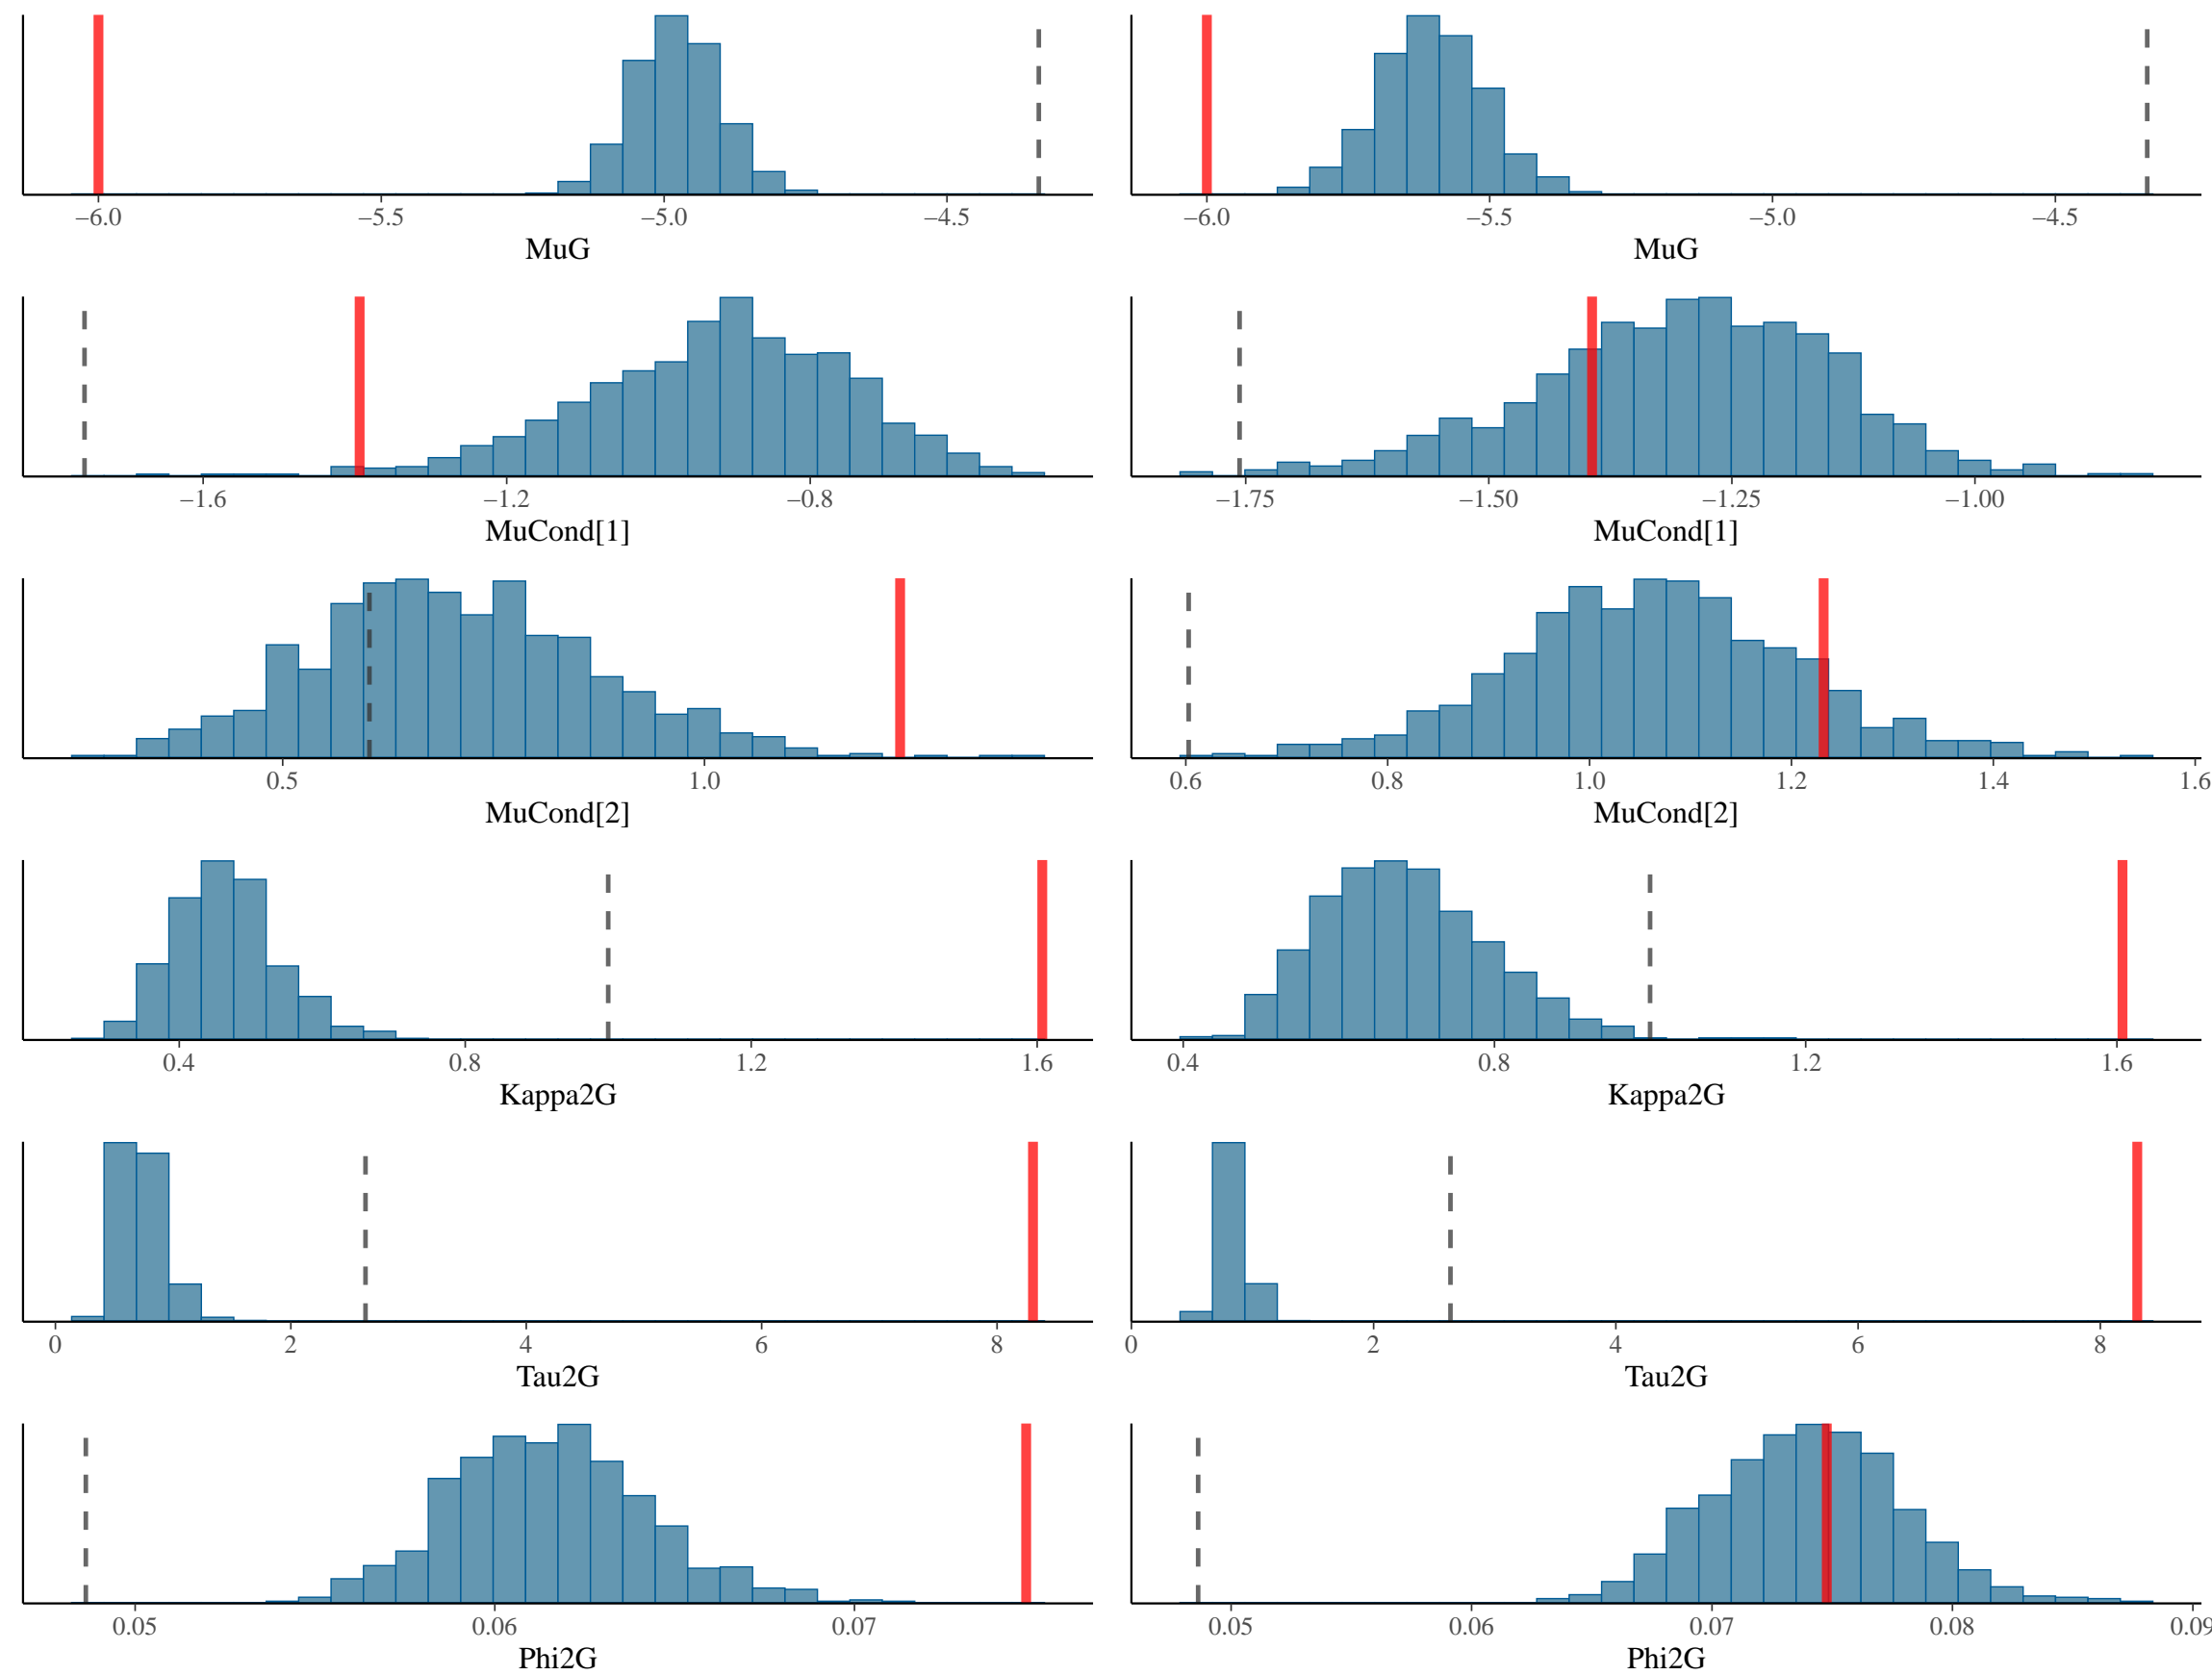 −6.0 −5.5 −5.0 −4.5
MuG
−6.0 −5.5 −5.0 −4.5
MuG
−1.6 −1.2 −0.8
MuCond[1]
−1.75 −1.50 −1.25 −1.00
MuCond[1]
0.5 1.0
MuCond[2]
0.6 0.8 1.0 1.2 1.4 1.6
MuCond[2]
0.4 0.8 1.2 1.6
Kappa2G
0.4 0.8 1.2 1.6
Kappa2G
0 2 4 6 8
Tau2G
0 2 4 6 8
Tau2G
0.05 0.06 0.07
Phi2G
0.05 0.06 0.07 0.08 0.09
Phi2G